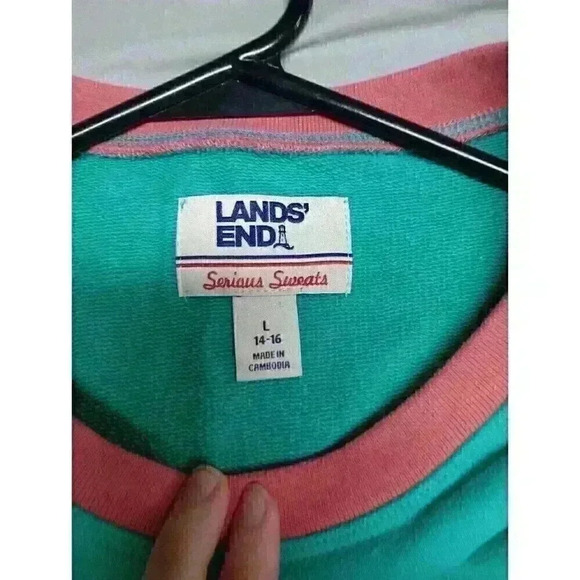 LANDS'
END
Serious Sweats
L
14-16
MADE IN
CAMBODIA